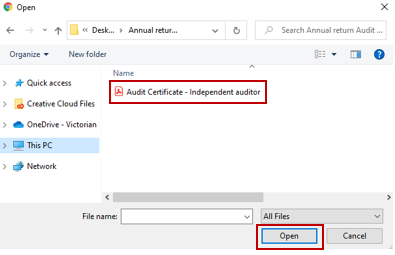 Open
Desk... Annual retur... Search Annual return Audit ...
Organize New folder
Name
Quick access
Audit Certificate - Independent auditor
Creative Cloud Files
OneDrive - Victorian
This PC
Network
File name: All Files
Open Cancel